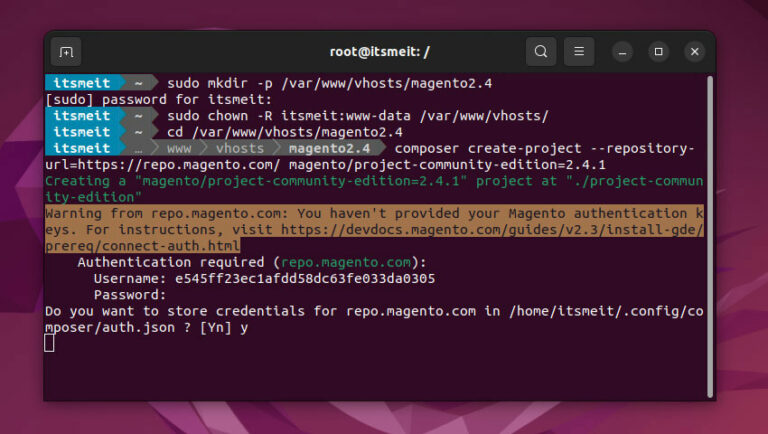 root@itsmeit: /
itsmeit ~ sudo mkdir -p /var/www/vhosts/magento2.4
[sudo] password for itsmeit:
itsmeit ~ sudo chown -R itsmeit:www-data /var/www/vhosts/
itsmeit ~ cd /var/www/vhosts/magento2.4
itsmeit … www vhosts magento2.4 composer create-project --repository-
url=https://repo.magento.com/ magento/project-community-edition=2.4.1
Creating a "magento/project-community-edition=2.4.1" project at "./project-commun
ity-edition"
Warning from repo.magento.com: You haven't provided your Magento authentication k
eys. For instructions, visit https://devdocs.magento.com/guides/v2.3/install-gde/
prereq/connect-auth.html
Authentication required (repo.magento.com):
Username: e545ff23ec1afdd58dc63fe033da0305
Password:
Do you want to store credentials for repo.magento.com in /home/itsmeit/.config/co
mposer/auth.json ? [Yn] y